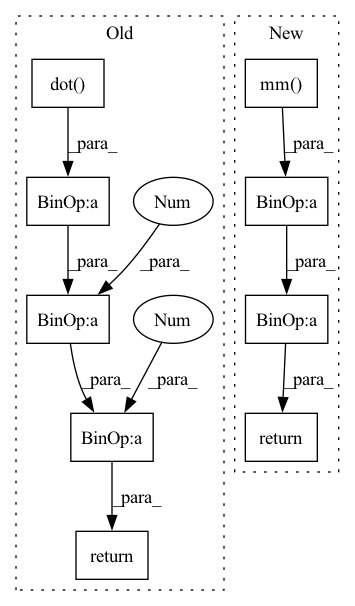 Old
New
dot()
mm()
_para_
_para_
BinOp:a
Num
BinOp:a
_para_
_para_
_para_
BinOp:a
Num
BinOp:a
_para_
_para_
_para_
BinOp:a
return
_para_
return